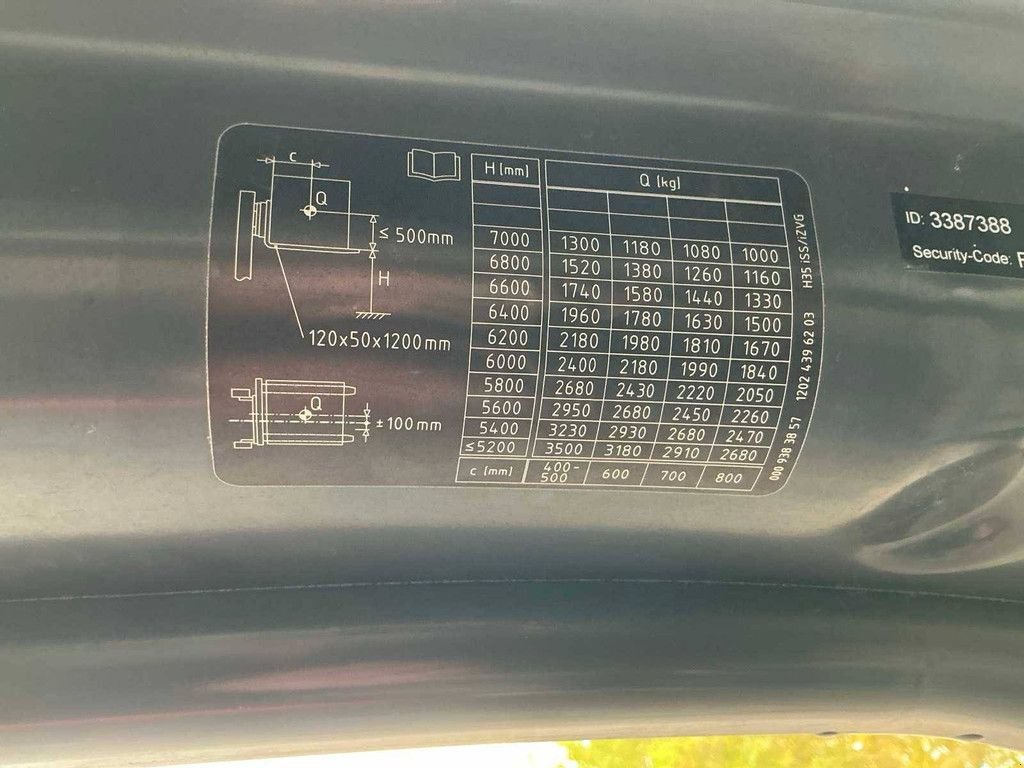 c
Q
≤ 500mm
H
120x50x1200mm
Q
±100mm
H [mm] Q [kg]
7000 1300 1180 1080 1000
6800 1520 1380 1260 1160
6600 1740 1580 1440 1330
6400 1960 1780 1630 1500
6200 2180 1980 1810 1670
6000 2400 2180 1990 1840
5800 2680 2430 2220 2050
5600 2950 2680 2450 2260
5400 3230 2930 2680 2470
≤5200 3500 3180 2910 2680
c [mm] 400-500 600 700 800
000 938 38 57 1202 439 62 03 H35 iSS/iZVG
ID: 3387388
Security-Code: